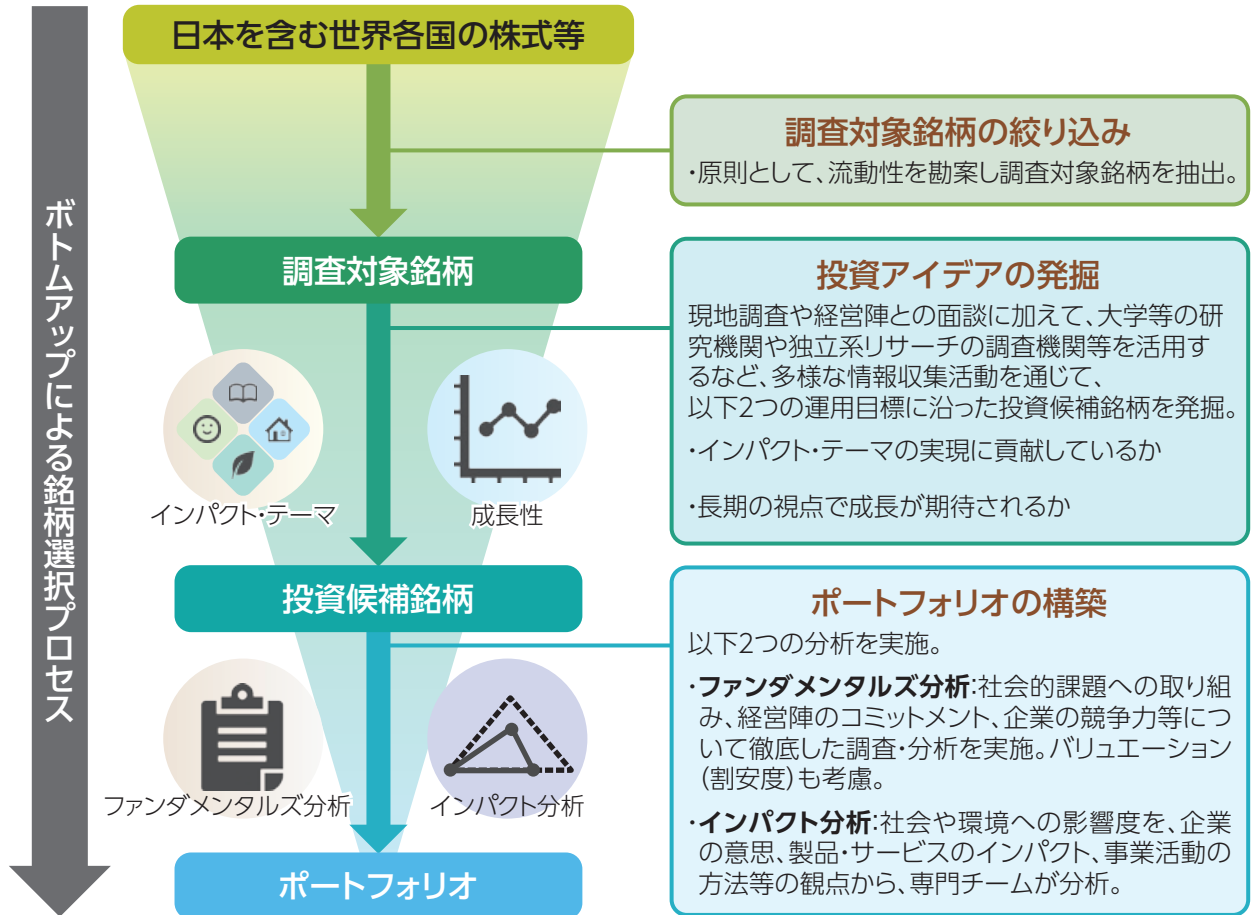 日本を含む世界各国の株式等
調査対象銘柄の絞り込み
・原則として、流動性を勘案し調査対象銘柄を抽出。
ボトムアップによる銘柄選択プロセス
調査対象銘柄
投資アイデアの発掘
現地調査や経営陣との面談に加えて、大学等の研
究機関や独立系リサーチの調査機関等を活用す
るなど、多様な情報収集活動を通じて、
以下2つの運用目標に沿った投資候補銘柄を発掘。
・インパクト・テーマの実現に貢献しているか
・長期の視点で成長が期待されるか
インパクト・テーマ
成長性
投資候補銘柄
ポートフォリオの構築
以下2つの分析を実施。
・ファンダメンタルズ分析:社会的課題への取り組
み、経営陣のコミットメント、企業の競争力等につ
いて徹底した調査・分析を実施。バリュエーション
(割安度)も考慮。
・インパクト分析:社会や環境への影響度を、企業
の意思、製品・サービスのインパクト、事業活動の
方法等の観点から、専門チームが分析。
ファンダメンタルズ分析
インパクト分析
ポートフォリオ